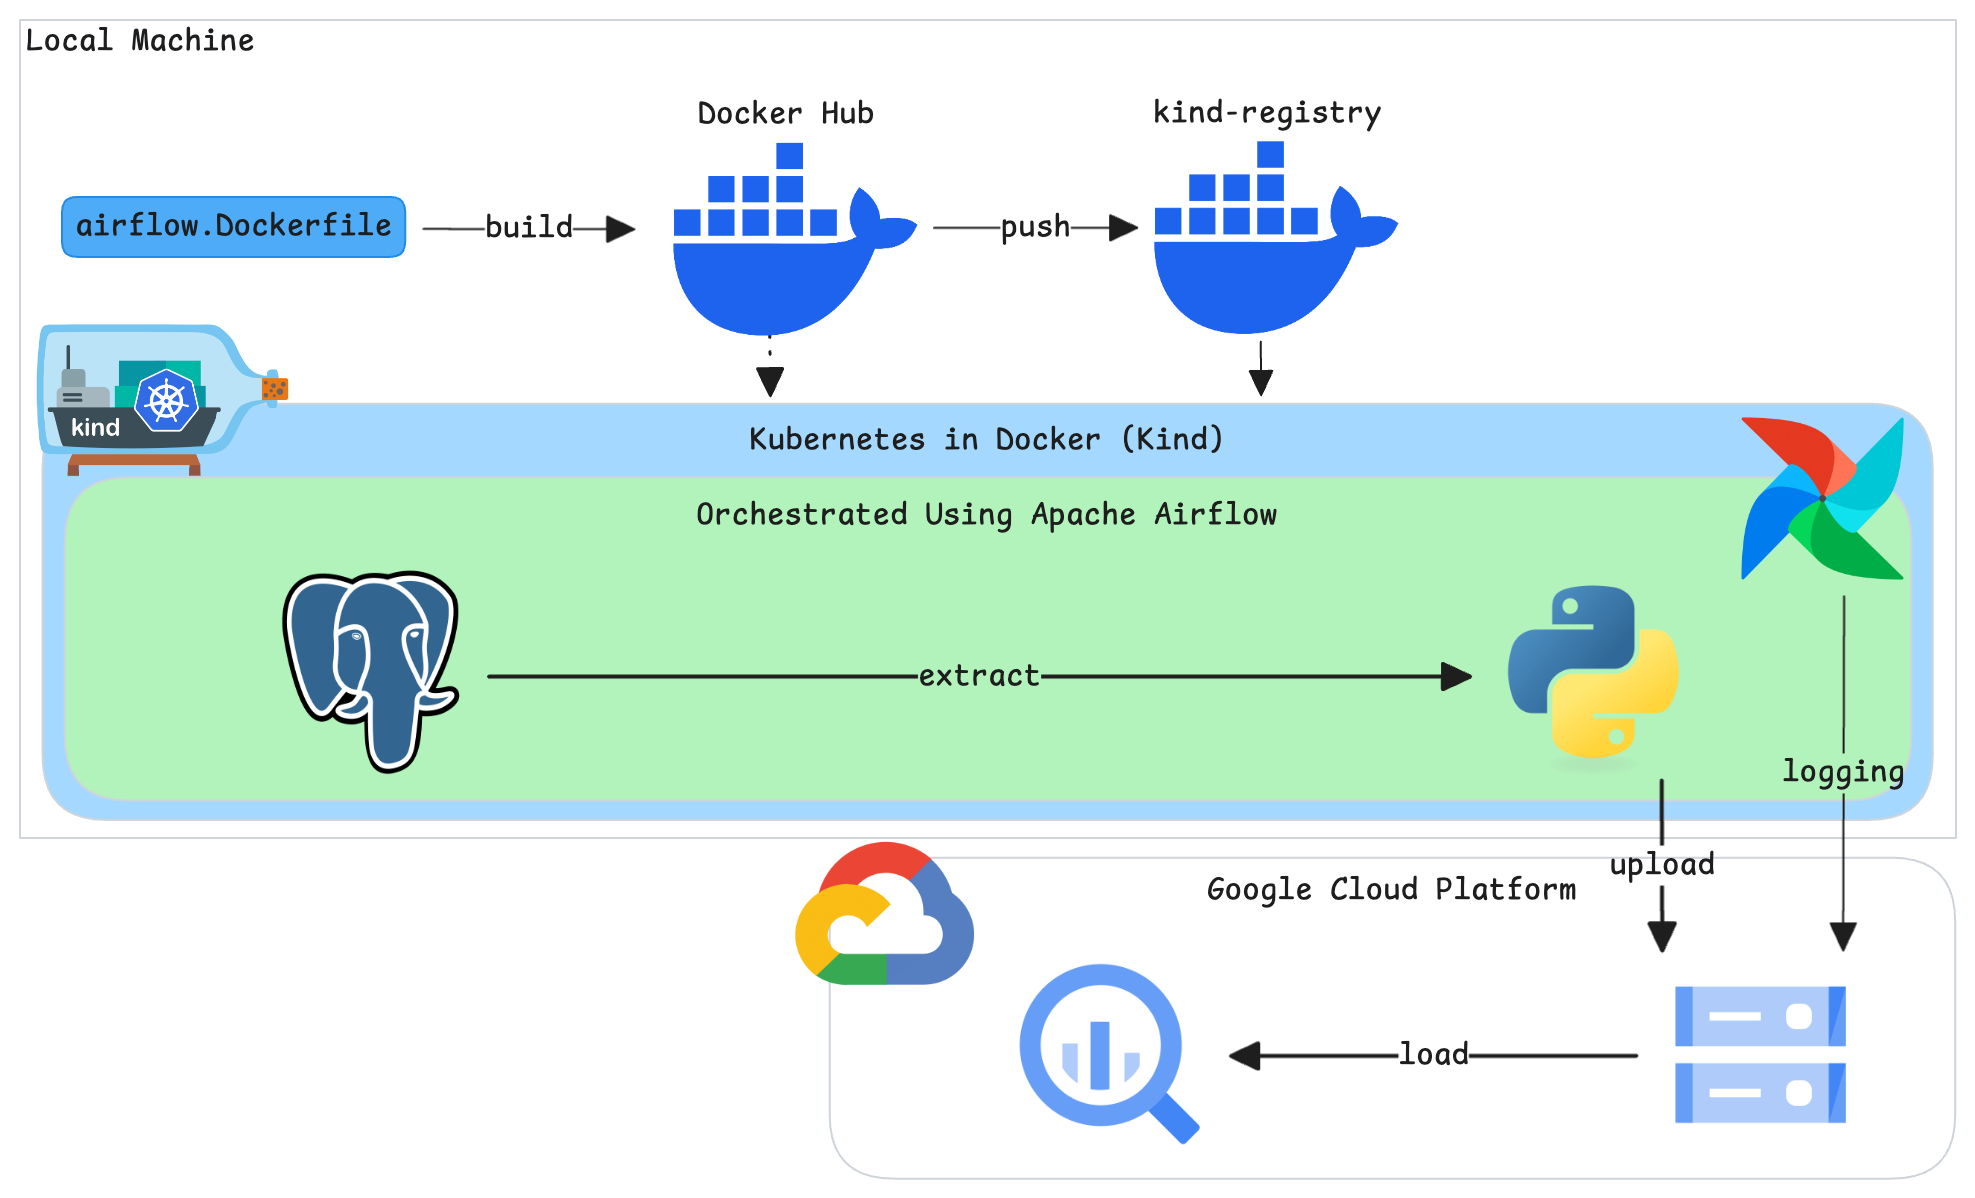 Local Machine
Docker Hub
kind-registry
airflow.Dockerfile
build
push
kind
Kubernetes in Docker (Kind)
Orchestrated Using Apache Airflow
extract
logging
upload
Google Cloud Platform
load